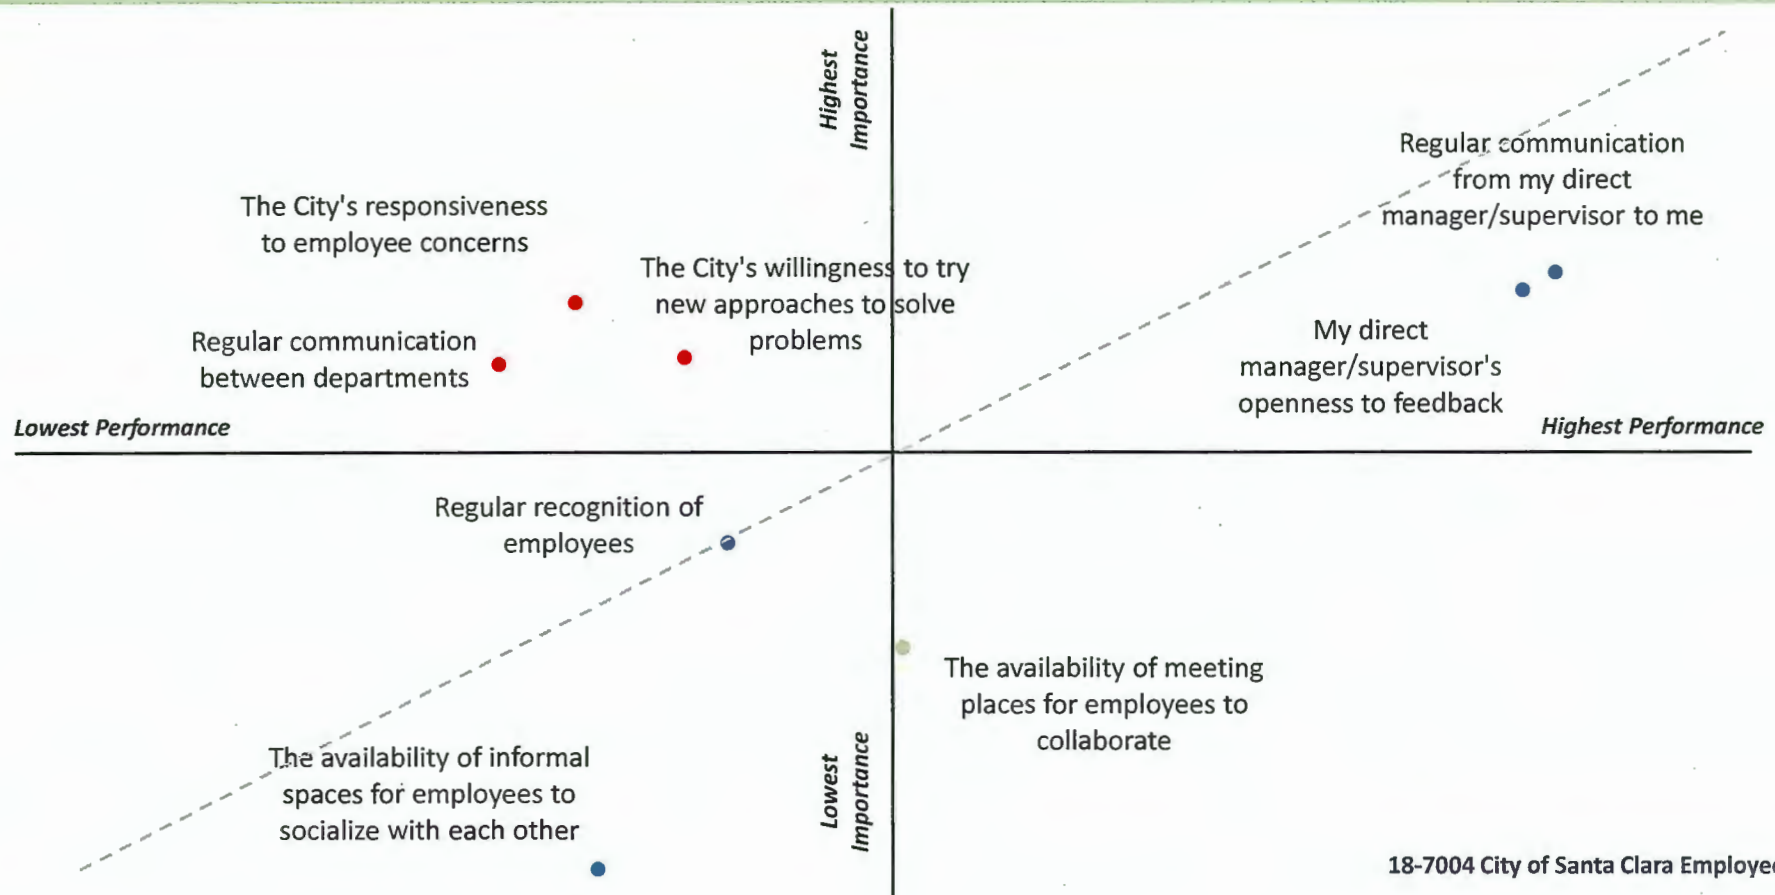 Highest
Importance
Regular communication
from my direct
manager/supervisor to me
The City's responsiveness
to employee concerns
The City's willingness to try
new approaches to solve
problems
Regular communication
between departments
My direct
manager/supervisor's
openness to feedback
Lowest Performance
Highest Performance
Regular recognition of
employees
The availability of meeting
places for employees to
collaborate
The availability of informal
spaces for employees to
socialize with each other
Lowest
Importance
18-7004 City of Santa Clara Employee